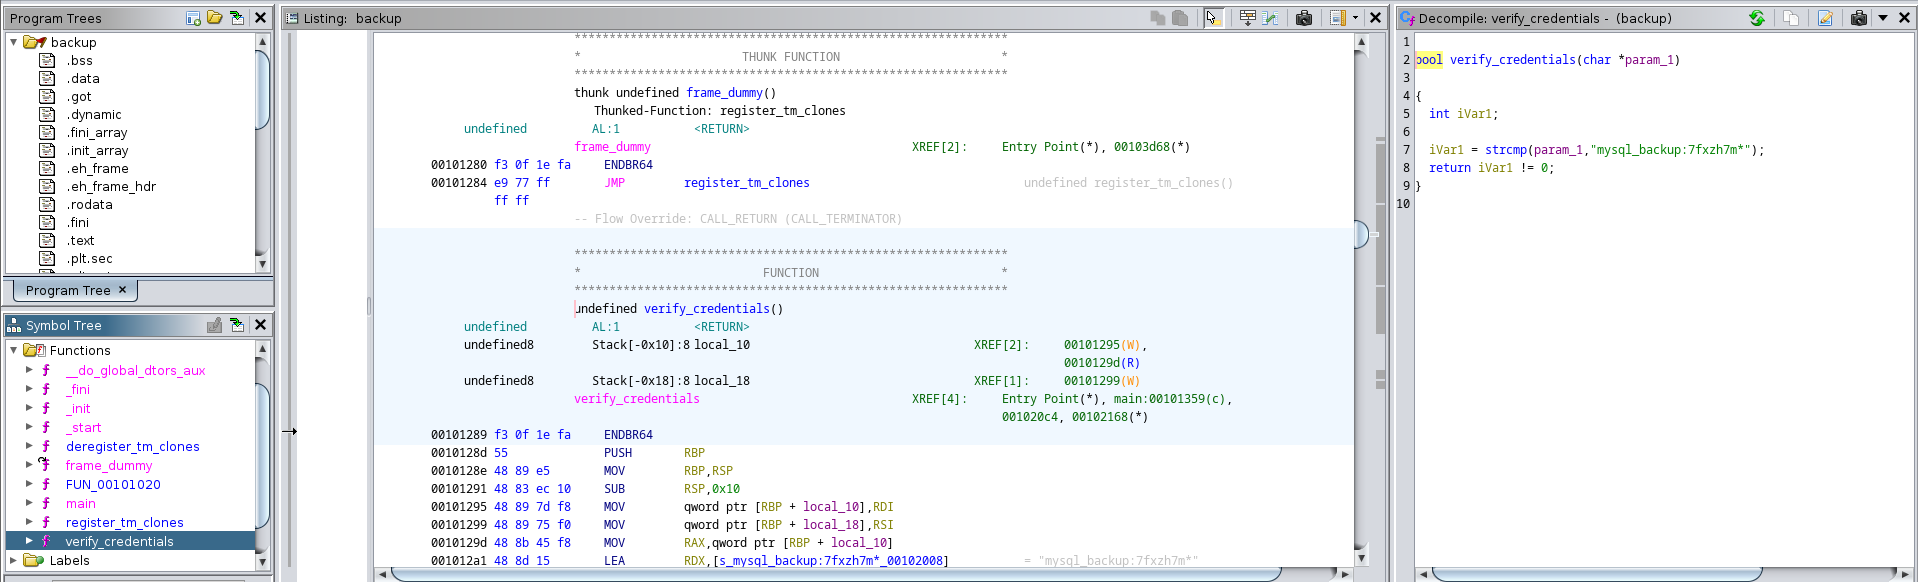 Program Trees
backup
.bss
.data
.got
.dynamic
.fini_array
.init_array
.eh_frame
.eh_frame_hdr
.rodata
.fini
.text
.plt.sec
Program Tree ×
Symbol Tree
Functions
__do_global_dtors_aux
_fini
_init
_start
deregister_tm_clones
frame_dummy
FUN_00101020
main
register_tm_clones
verify_credentials
Labels
Listing: backup
**************************************************************
* THUNK FUNCTION *
**************************************************************
thunk undefined frame_dummy()
Thunked-Function: register_tm_clones
undefined AL:1 <RETURN>
frame_dummy XREF[2]: Entry Point(*), 00103d68(*)
00101280 f3 0f 1e fa ENDBR64
00101284 e9 77 ff JMP register_tm_clones undefined register_tm_clones()
ff ff
-- Flow Override: CALL_RETURN (CALL_TERMINATOR)
**************************************************************
* FUNCTION *
**************************************************************
undefined verify_credentials()
undefined AL:1 <RETURN>
undefined8 Stack[-0x10]:8 local_10 XREF[2]: 00101295(W),
0010129d(R)
undefined8 Stack[-0x18]:8 local_18 XREF[1]: 00101299(W)
verify_credentials XREF[4]: Entry Point(*), main:00101359(c),
001020c4, 00102168(*)
00101289 f3 0f 1e fa ENDBR64
0010128d 55 PUSH RBP
0010128e 48 89 e5 MOV RBP,RSP
00101291 48 83 ec 10 SUB RSP,0x10
00101295 48 89 7d f8 MOV qword ptr [RBP + local_10],RDI
00101299 48 89 75 f0 MOV qword ptr [RBP + local_18],RSI
0010129d 48 8b 45 f8 MOV RAX,qword ptr [RBP + local_10]
001012a1 48 8d 15 LEA RDX,[s_mysql_backup:7fxzh7m*_00102008] = "mysql_backup:7fxzh7m*"
Decompile: verify_credentials - (backup)
1
2 bool verify_credentials(char *param_1)
3
4 {
5 int iVar1;
6
7 iVar1 = strcmp(param_1,"mysql_backup:7fxzh7m*");
8 return iVar1 != 0;
9 }
10